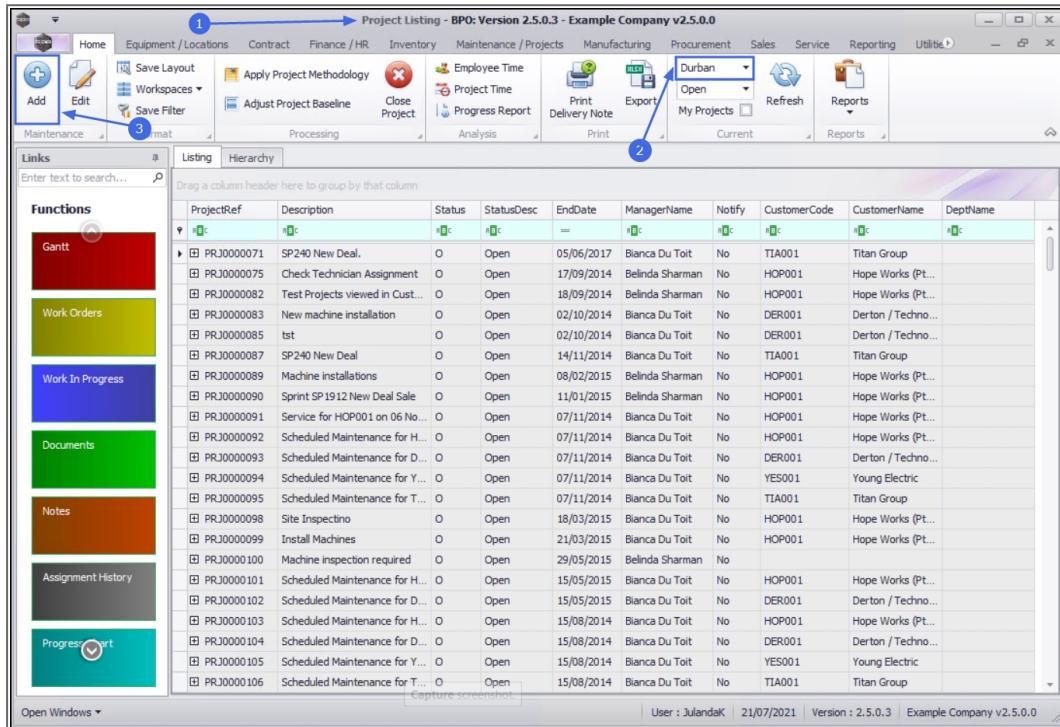 1
Project Listing - BPO: Version 2.5.0.3 - Example Company v2.5.0.0
Home Equipment / Locations Contract Finance / HR Inventory Maintenance / Projects Manufacturing Procurement Sales Service Reporting Utilitie
Add
Edit
Save Layout
Workspaces
Save Filter
Apply Project Methodology
Adjust Project Baseline
Close Project
Employee Time
Project Time
Progress Report
Print Delivery Note
Export
Durban
Open
My Projects
Refresh
Reports
3
2
Maintenance Processing Analysis Print Current Reports
Links
Listing Hierarchy
Enter text to search...
Drag a column header here to group by that column
Functions
Gantt
Work Orders
Work In Progress
Documents
Notes
Assignment History
ProjectRef Description Status StatusDesc EndDate ManagerName Notify CustomerCode CustomerName DeptName
PRJ0000071 SP240 New Deal. O Open 05/06/2017 Bianca Du Toit No TIA001 Titan Group
PRJ0000075 Check Technician Assignment O Open 17/09/2014 Belinda Sharman No HOP001 Hope Works (Pt...
PRJ0000082 Test Projects viewed in Cust... O Open 18/09/2014 Belinda Sharman No HOP001 Hope Works (Pt...
PRJ0000083 New machine installation O Open 02/10/2014 Bianca Du Toit No DER001 Derton / Techno...
PRJ0000085 tst O Open 02/10/2014 Bianca Du Toit No DER001 Derton / Techno...
PRJ0000087 SP240 New Deal O Open 14/11/2014 Bianca Du Toit No TIA001 Titan Group
PRJ0000089 Machine installations O Open 08/02/2015 Belinda Sharman No HOP001 Hope Works (Pt...
PRJ0000090 Sprint SP1912 New Deal Sale O Open 11/01/2015 Belinda Sharman No HOP001 Hope Works (Pt...
PRJ0000091 Service for HOP001 on 06 No... O Open 07/11/2014 Bianca Du Toit No HOP001 Hope Works (Pt...
PRJ0000092 Scheduled Maintenance for H... O Open 07/11/2014 Bianca Du Toit No HOP001 Hope Works (Pt...
PRJ0000093 Scheduled Maintenance for D... O Open 07/11/2014 Bianca Du Toit No DER001 Derton / Techno...
PRJ0000094 Scheduled Maintenance for Y... O Open 07/11/2014 Bianca Du Toit No YES001 Young Electric
PRJ0000095 Scheduled Maintenance for T... O Open 07/11/2014 Bianca Du Toit No TIA001 Titan Group
PRJ0000098 Site Inspectino O Open 18/03/2015 Bianca Du Toit No HOP001 Hope Works (Pt...
PRJ0000099 Install Machines O Open 21/03/2015 Bianca Du Toit No HOP001 Hope Works (Pt...
PRJ0000100 Machine inspection required O Open 29/05/2015 Belinda Sharman No
PRJ0000101 Scheduled Maintenance for H... O Open 15/05/2015 Bianca Du Toit No HOP001 Hope Works (Pt...
PRJ0000102 Scheduled Maintenance for D... O Open 15/05/2015 Bianca Du Toit No DER001 Derton / Techno...
PRJ0000103 Scheduled Maintenance for H... O Open 15/08/2014 Bianca Du Toit No HOP001 Hope Works (Pt...
PRJ0000104 Scheduled Maintenance for D... O Open 15/08/2014 Bianca Du Toit No DER001 Derton / Techno...
PRJ0000105 Scheduled Maintenance for Y... O Open 15/08/2014 Bianca Du Toit No YES001 Young Electric
PRJ0000106 Scheduled Maintenance for T... O Open 15/08/2014 Bianca Du Toit No TIA001 Titan Group
Capture screenshot.
Open Windows User : JulandaK 21/07/2021 Version : 2.5.0.3 Example Company v2.5.0.0